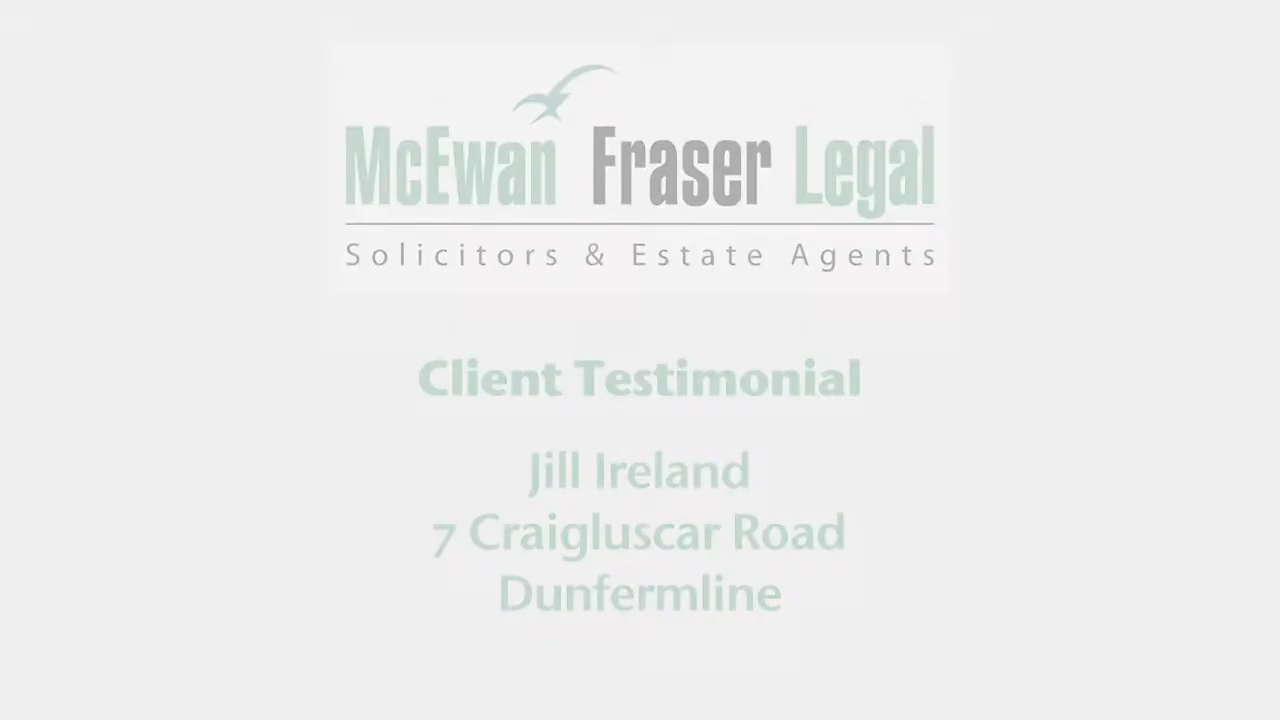 McEwan Fraser Legal
Solicitors & Estate Agents
Client Testimonial
Jill Ireland
7 Craigluscar Road
Dunfermline